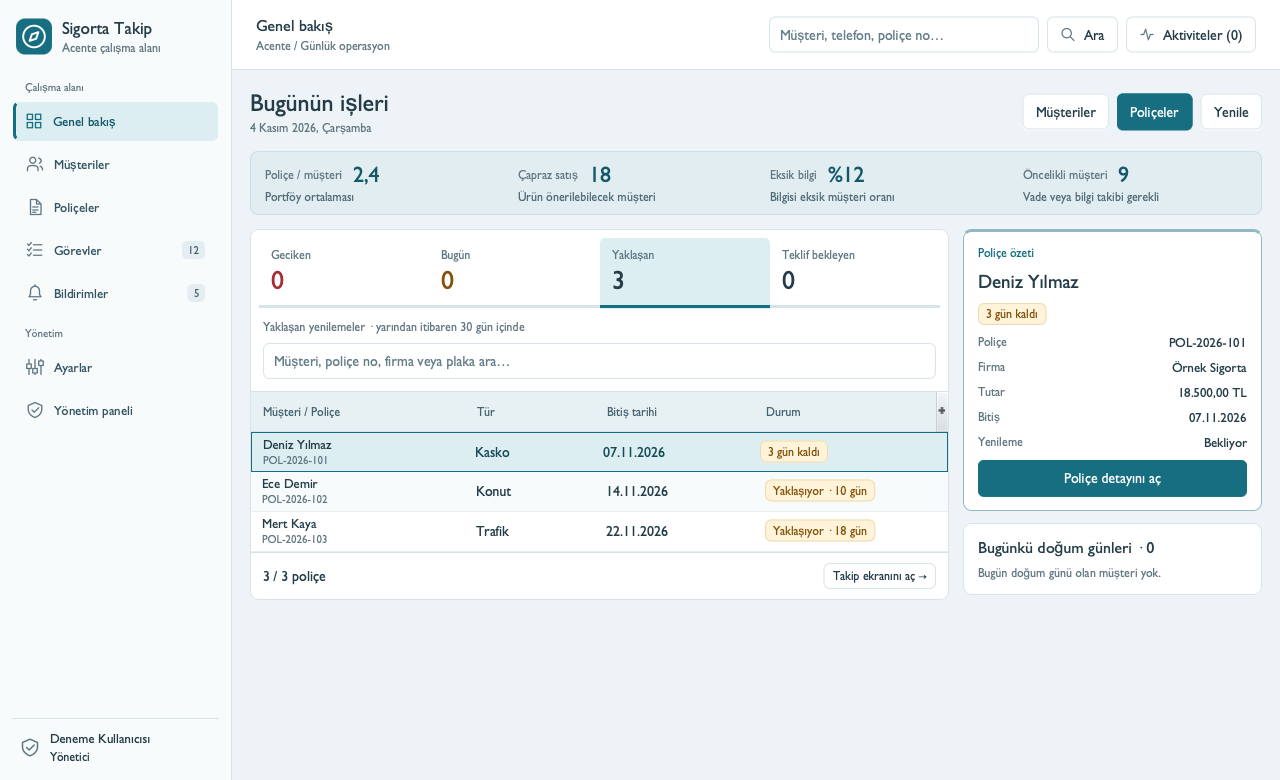 Sigorta Takip
Acente çalışma alanı
Çalışma alanı
Genel bakış
Müşteriler
Poliçeler
Görevler 12
Bildirimler 5
Yönetim
Ayarlar
Yönetim paneli
Deneme Kullanıcısı
Yönetici
Genel bakış
Acente / Günlük operasyon
Müşteri, telefon, poliçe no…
Ara
Aktiviteler (0)
Bugünün işleri
4 Kasım 2026, Çarşamba
Müşteriler
Poliçeler
Yenile
Poliçe / müşteri 2,4
Portföy ortalaması
Çapraz satış 18
Ürün önerilebilecek müşteri
Eksik bilgi %12
Bilgisi eksik müşteri oranı
Öncelikli müşteri 9
Vade veya bilgi takibi gerekli
Geciken
0
Bugün
0
Yaklaşan
3
Teklif bekleyen
0
Yaklaşan yenilemeler · yarından itibaren 30 gün içinde
Müşteri, poliçe no, firma veya plaka ara…
Müşteri / Poliçe Tür Bitiş tarihi Durum
Deniz Yılmaz
POL-2026-101
Kasko 07.11.2026 3 gün kaldı
Ece Demir
POL-2026-102
Konut 14.11.2026 Yaklaşıyor · 10 gün
Mert Kaya
POL-2026-103
Trafik 22.11.2026 Yaklaşıyor · 18 gün
3 / 3 poliçe
Takip ekranını aç →
Poliçe özeti
Deniz Yılmaz
3 gün kaldı
Poliçe POL-2026-101
Firma Örnek Sigorta
Tutar 18.500,00 TL
Bitiş 07.11.2026
Yenileme Bekliyor
Poliçe detayını aç
Bugünkü doğum günleri · 0
Bugün doğum günü olan müşteri yok.